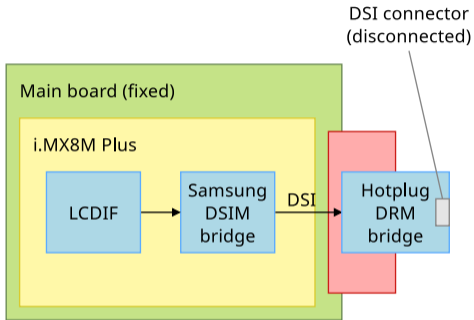 DSI connector
(disconnected)
Main board (fixed)
i.MX8M Plus
LCDIF
Samsung
DSIM
bridge
DSI
Hotplug
DRM
bridge